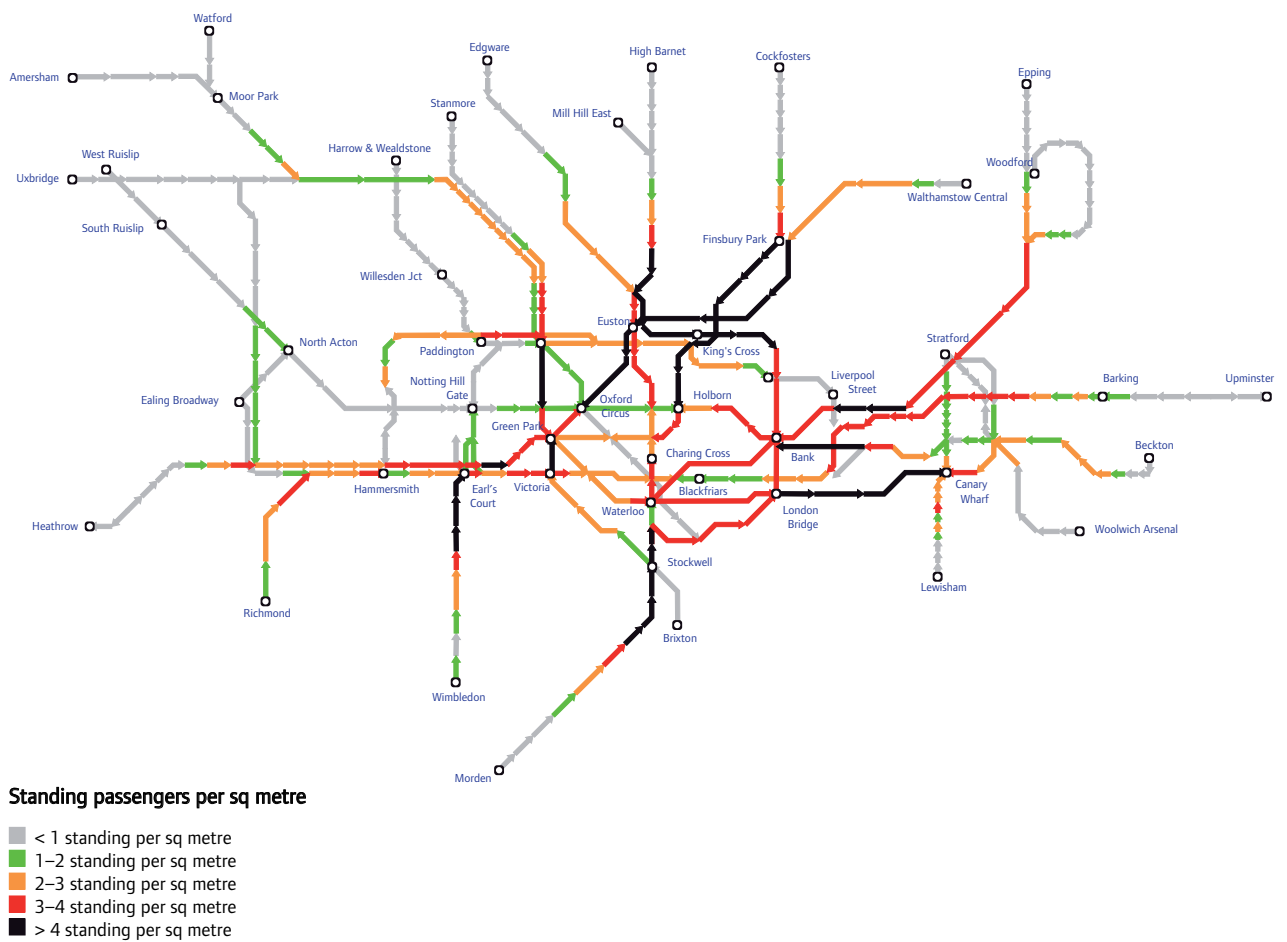 Watford
Edgware
High Barnet
Cockfosters
Amersham
Epping
Moor Park
Stanmore
Mill Hill East
Harrow & Wealdstone
West Ruislip
Woodford
Uxbridge
Walthamstow Central
South Ruislip
Finsbury Park
Willesden Jct
Euston
North Acton
Paddington
King's Cross
Stratford
Liverpool
Street
Barking
Upminster
Notting Hill
Gate
Ealing Broadway
Oxford
Circus
Holborn
Green Park
Charing Cross
Bank
Beckton
Hammersmith
Earl's
Court
Victoria
Blackfriars
Canary
Wharf
Waterloo
London
Bridge
Heathrow
Woolwich Arsenal
Stockwell
Lewisham
Richmond
Brixton
Wimbledon
Morden
Standing passengers per sq metre
< 1 standing per sq metre
1–2 standing per sq metre
2–3 standing per sq metre
3–4 standing per sq metre
> 4 standing per sq metre